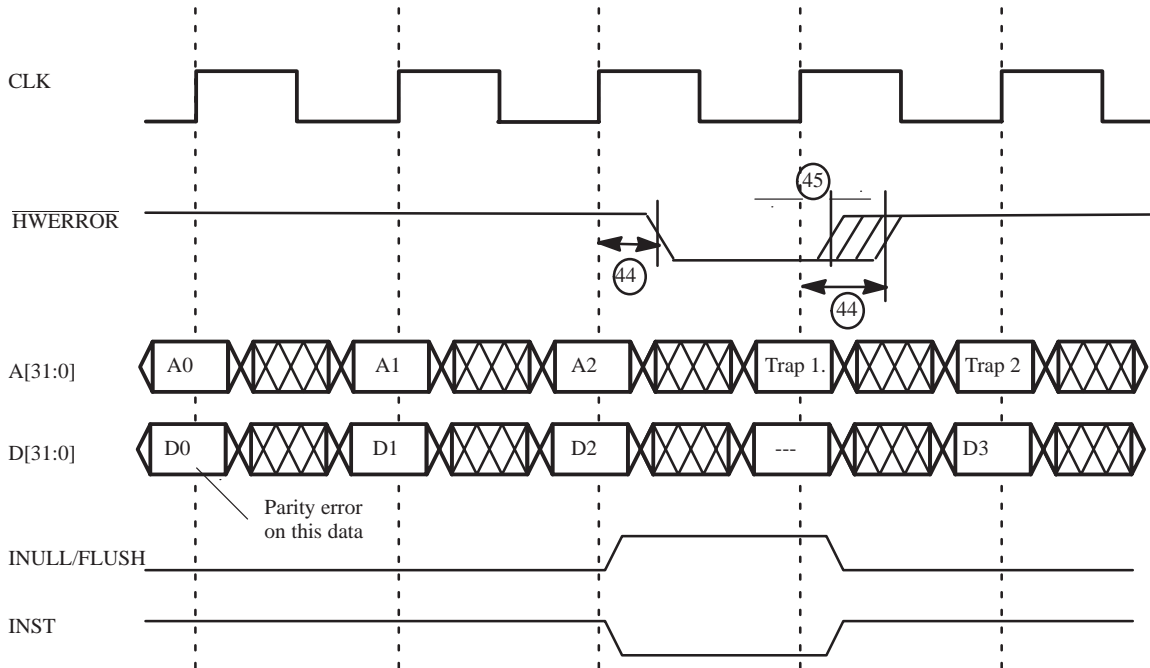 CLK
45
HWERROR
44
44
A[31:0] A0 A1 A2 Trap 1. Trap 2
D[31:0] D0 D1 D2 --- D3
Parity error
on this data
INULL/FLUSH
INST